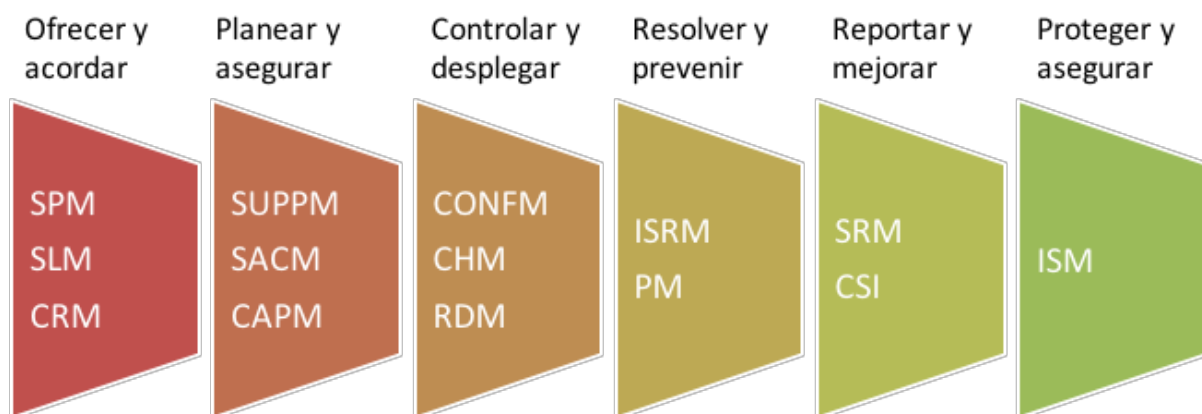 Ofrecer y
acordar
Planear y
asegurar
Controlar y
desplegar
Resolver y
prevenir
Reportar y
mejorar
Proteger y
asegurar
SPM
SLM
CRM
SUPPM
SACM
CAPM
CONFM
CHM
RDM
ISRM
PM
SRM
CSI
ISM